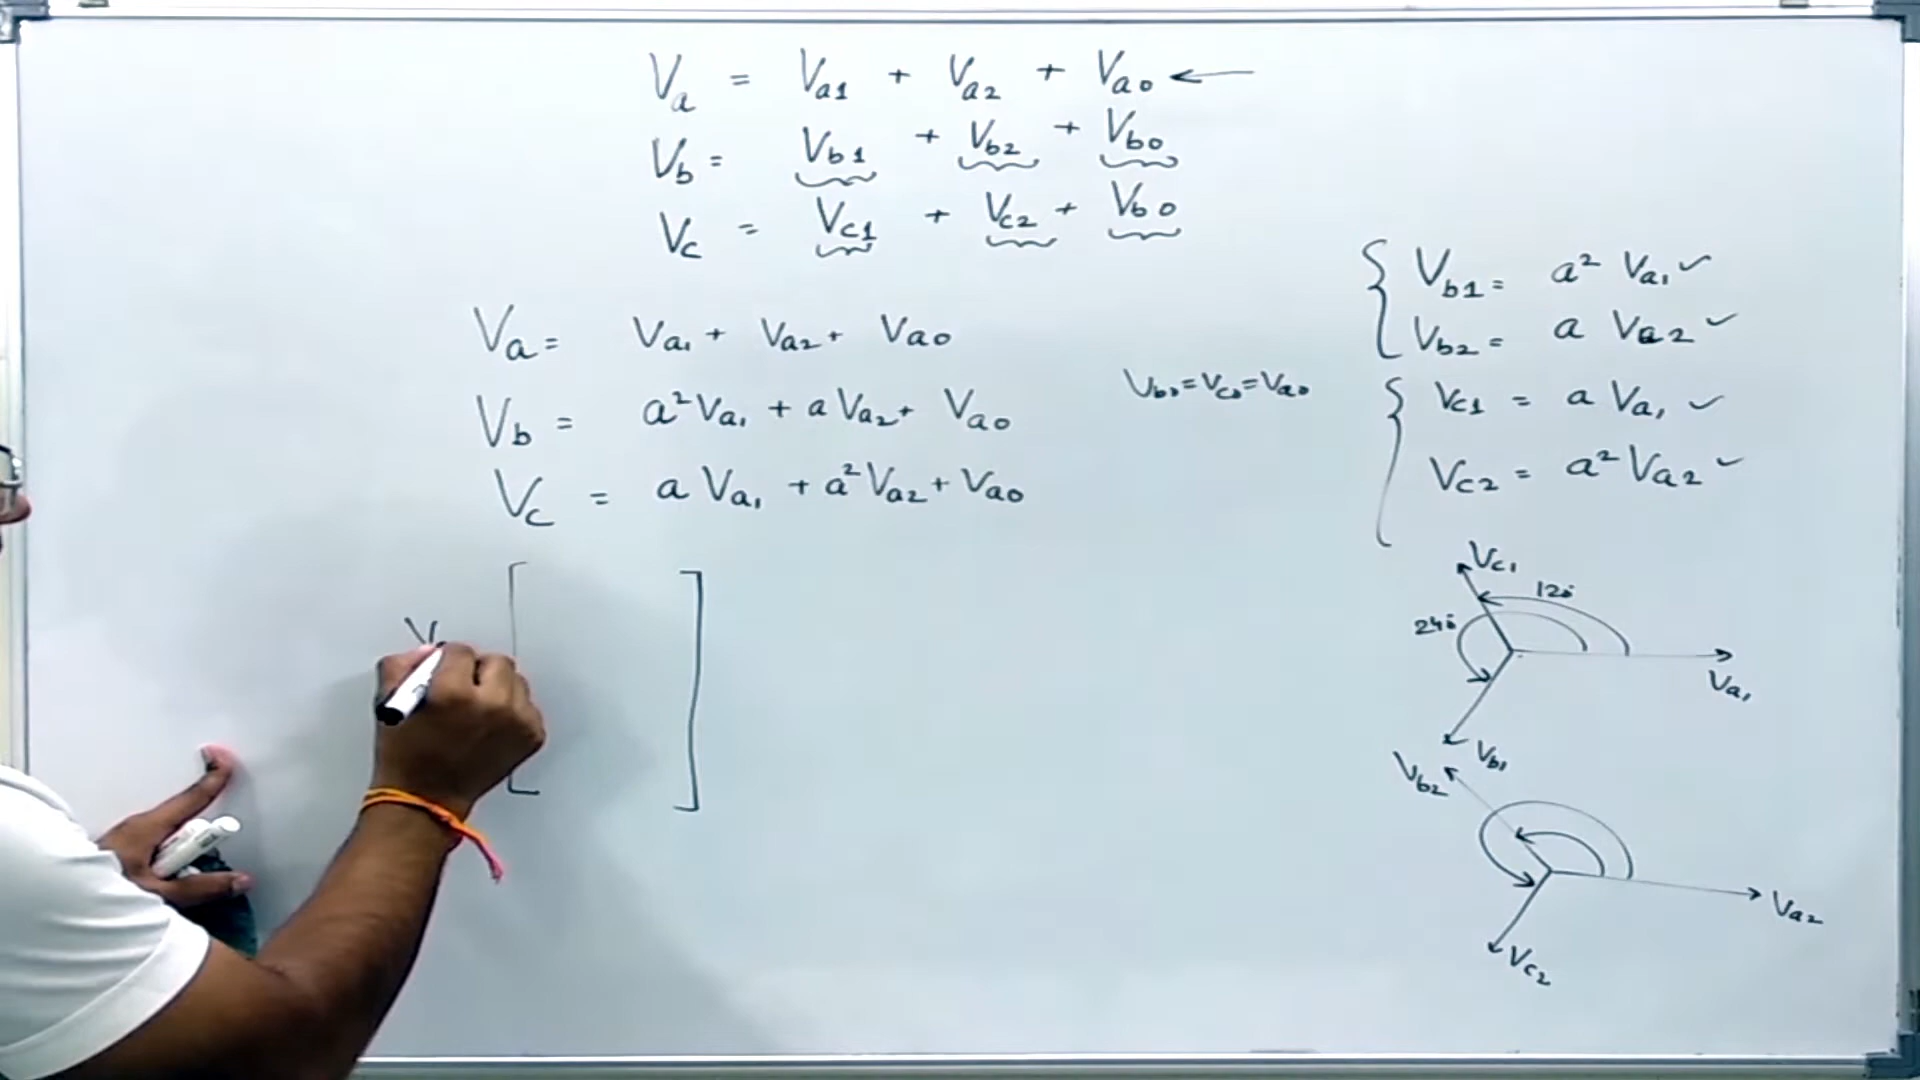 Va = Va1 + Va2 + Va0 ←
Vb = Vb1 + Vb2 + Vb0
Vc = Vc1 + Vc2 + Vb0
Va = Va1 + Va2 + Va0
Vb = a²Va1 + a Va2 + Va0
Vc = a Va1 + a²Va2 + Va0
Vb0 = Vc0 = Va0
Vb1 = a² Va1 ✓
Vb2 = a Va2 ✓
Vc1 = a Va1 ✓
Vc2 = a² Va2 ✓
Vc1
120
240
Va1
Vb1
Vb2
Va2
Vc2
V